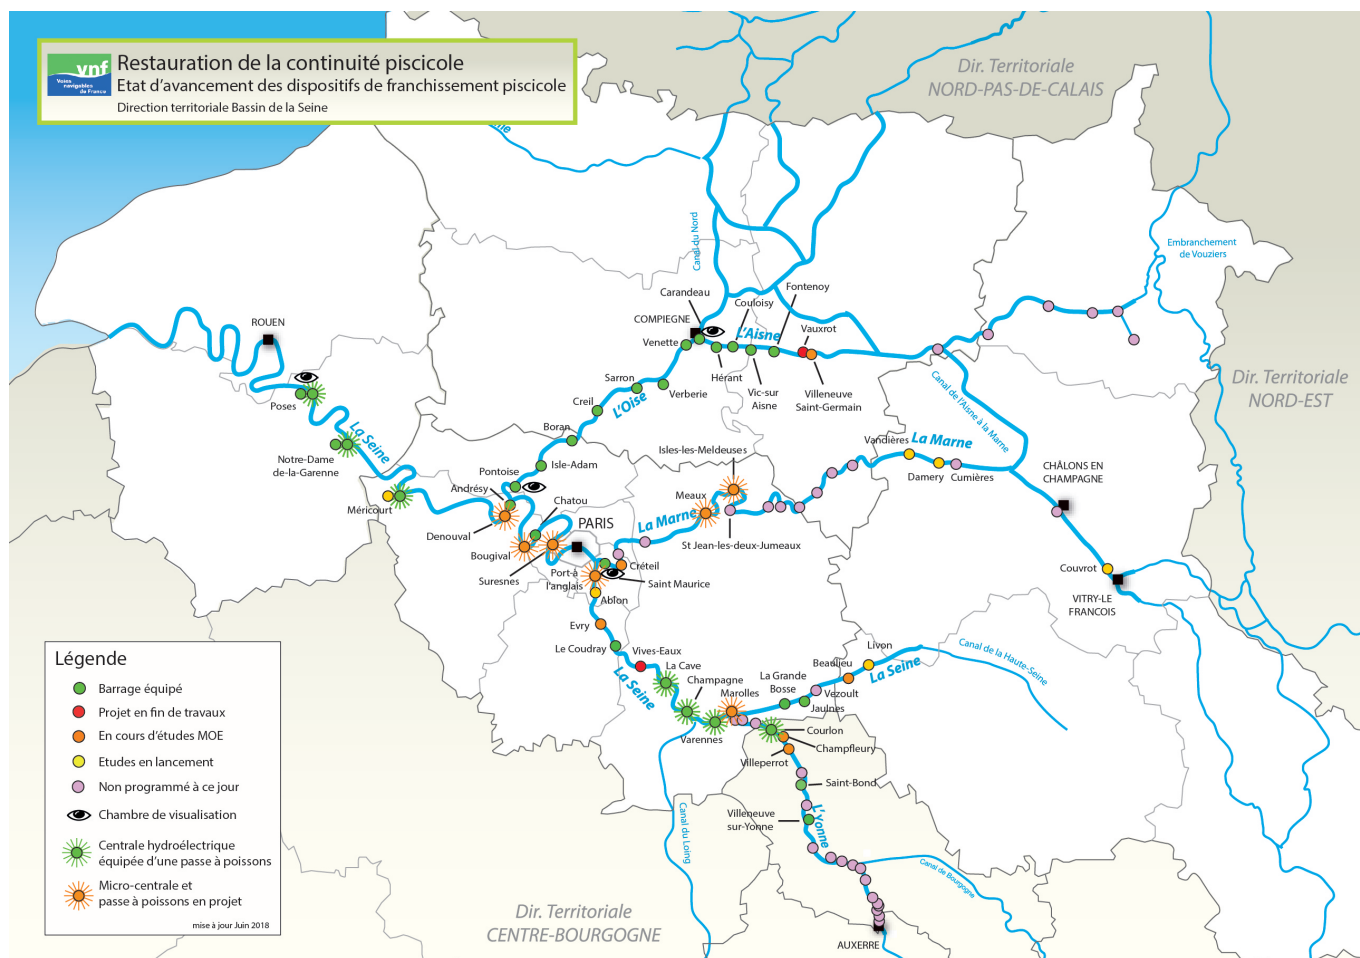 vnf
Voies
navigables
de France
Restauration de la continuité piscicole
Etat d’avancement des dispositifs de franchissement piscicole
Direction territoriale Bassin de la Seine
Dir. Territoriale
NORD-PAS-DE-CALAIS
Canal du Nord
Embranchement
de Vouziers
Fontenoy
Carandeau
Couloisy
COMPIEGNE
L’Aisne
Vauxrot
ROUEN
Venette
Hérant
Vic-sur
Aisne
Villeneuve
Saint-Germain
Sarron
Verberie
Creil
L’Oise
Canal de l’Aisne à la Marne
Dir. Territoriale
NORD-EST
Poses
La Seine
Boran
Notre-Dame
de-la-Garenne
Isle-Adam
Isles-les-Meldeuses
Vandières
La Marne
Damery
Cumières
CHÂLONS EN
CHAMPAGNE
Pontoise
Andrésy
Chatou
Meaux
Méricourt
Denouval
PARIS
La Marne
St Jean-les-deux-Jumeaux
Bougival
Suresnes
Port-à
l’anglais
Créteil
Saint Maurice
Couvrot
VITRY-LE
FRANCOIS
Ablon
Evry
Le Coudray
Vives-Eaux
La Cave
La Seine
Champagne
Marolles
Varennes
La Grande
Bosse
Beaulieu
Livon
La Seine
Canal de la Haute-Seine
Vezoult
Jaulnes
Courlon
Champfleury
Villeperrot
Saint-Bond
Villeneuve
sur-Yonne
L’Yonne
Canal du Loing
Canal de Bourgogne
AUXERRE
Dir. Territoriale
CENTRE-BOURGOGNE
Légende
Barrage équipé
Projet en fin de travaux
En cours d’études MOE
Etudes en lancement
Non programmé à ce jour
Chambre de visualisation
Centrale hydroélectrique
équipée d’une passe à poissons
Micro-centrale et
passe à poissons en projet
mise à jour Juin 2018